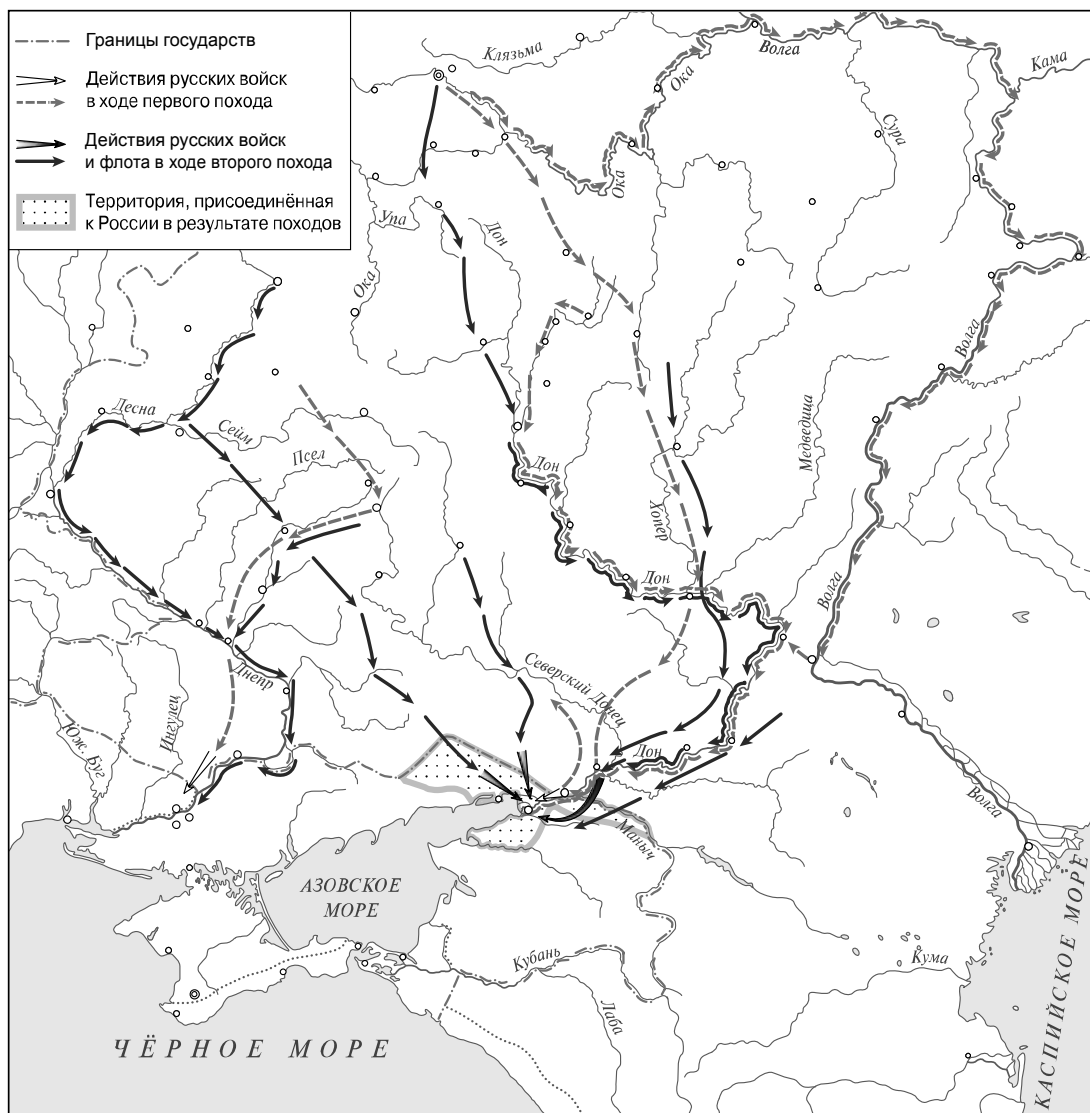 Границы государств
Действия русских войск
в ходе первого похода
Действия русских войск
и флота в ходе второго похода
Территория, присоединённая
к России в результате походов
Клязьма
Волга
Ока
Кама
Сура
Ока
Упа
Дон
Ока
Волга
Десна
Сейм
Псел
Медведица
Дон
Хопер
Дон
Волга
Северский Донец
Днепр
Ингулец
Юж. Буг
Дон
Волга
Маныч
АЗОВСКОЕ
МОРЕ
Кубань
Кума
Лаба
ЧЁРНОЕ МОРЕ
КАСПИЙСКОЕ МОРЕ